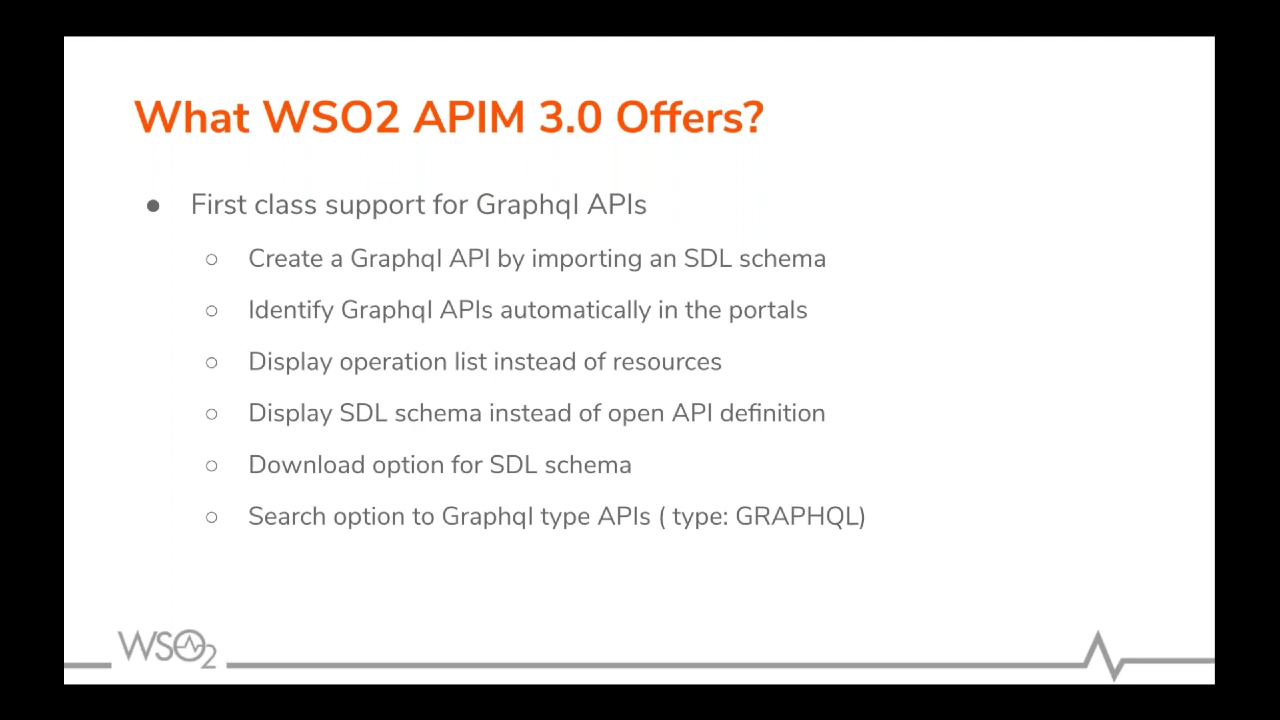 What WSO2 APIM 3.0 Offers?
● First class support for Graphql APIs
○ Create a Graphql API by importing an SDL schema
○ Identify Graphql APIs automatically in the portals
○ Display operation list instead of resources
○ Display SDL schema instead of open API definition
○ Download option for SDL schema
○ Search option to Graphql type APIs ( type: GRAPHQL)
WSO2